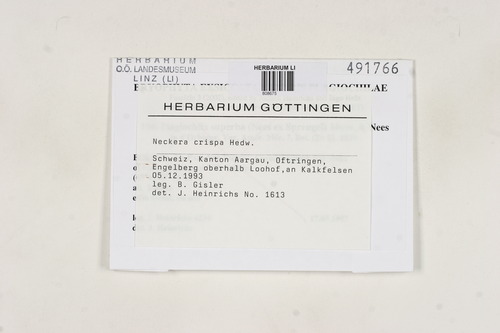 HERBARIUM
O.Ö. LANDESMUSEUM
LINZ (LI)
HERBARIUM LI
491766
HERBARIUM GÖTTINGEN
Nees
Neckera crispa Hedw.
Schweiz, Kanton Aargau, Oftringen,
Engelberg oberhalb Loohof,an Kalkfelsen
05.12.1993
leg. B. Gisler
det. J. Heinrichs No. 1613